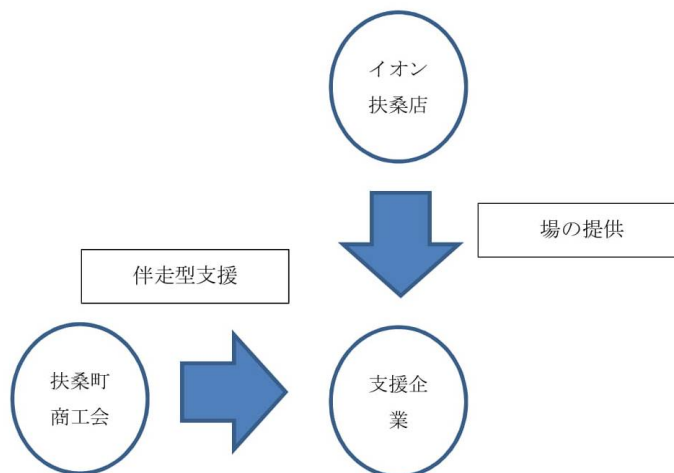 イオン
扶桑店
場の提供
伴走型支援
扶桑町
商工会
支援企
業